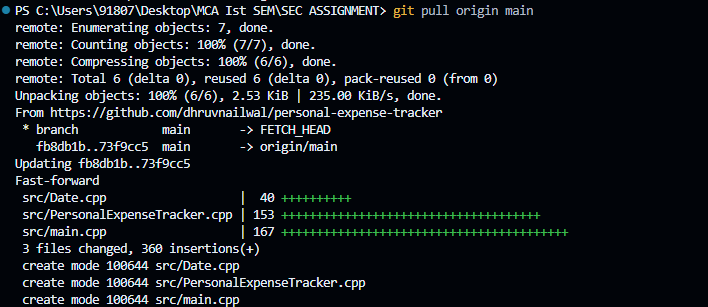 PS C:\Users\91807\Desktop\MCA Ist SEM\SEC ASSIGNMENT> git pull origin main
remote: Enumerating objects: 7, done.
remote: Counting objects: 100% (7/7), done.
remote: Compressing objects: 100% (6/6), done.
remote: Total 6 (delta 0), reused 6 (delta 0), pack-reused 0 (from 0)
Unpacking objects: 100% (6/6), 2.53 KiB | 235.00 KiB/s, done.
From https://github.com/dhruvnailwal/personal-expense-tracker
 * branch            main       -> FETCH_HEAD
   fb8db1b..73f9cc5  main       -> origin/main
Updating fb8db1b..73f9cc5
Fast-forward
 src/Date.cpp                   |  40 ++++++++++
 src/PersonalExpenseTracker.cpp | 153 +++++++++++++++++++++++++++++++++++++
 src/main.cpp                   | 167 +++++++++++++++++++++++++++++++++++++++++
 3 files changed, 360 insertions(+)
 create mode 100644 src/Date.cpp
 create mode 100644 src/PersonalExpenseTracker.cpp
 create mode 100644 src/main.cpp